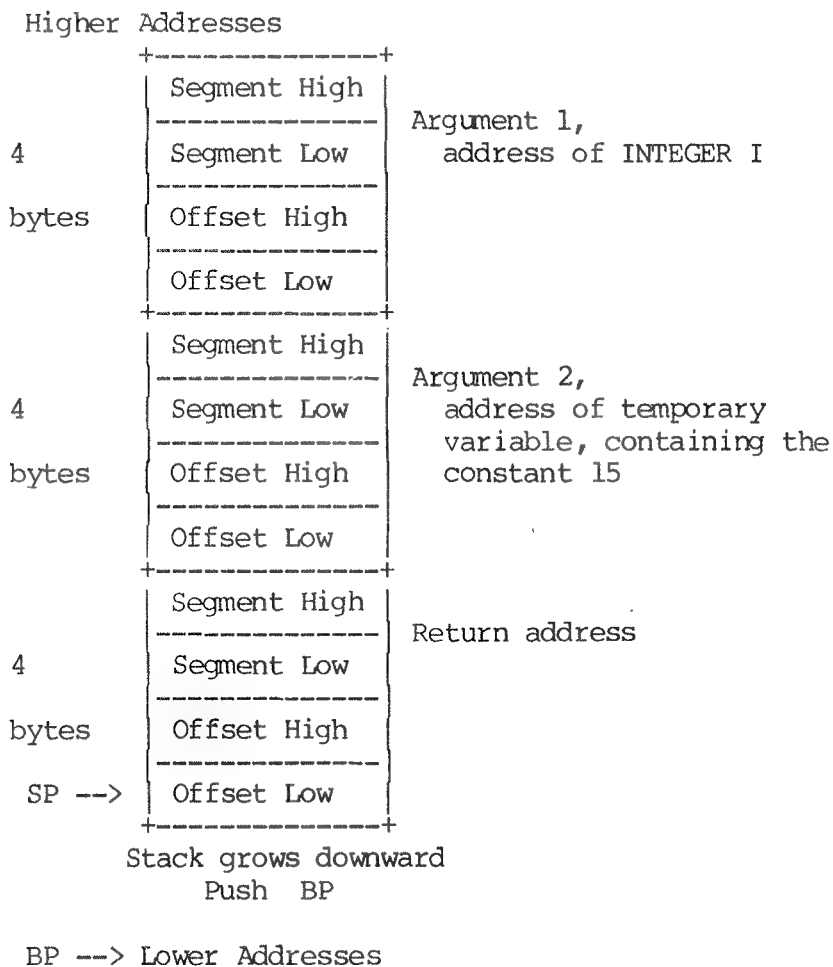 Higher Addresses
Segment High
Argument 1,
4 Segment Low address of INTEGER I
bytes Offset High
Offset Low
Segment High
Argument 2,
4 Segment Low address of temporary
variable, containing the
bytes Offset High constant 15
Offset Low
Segment High
Return address
4 Segment Low
bytes Offset High
SP --> Offset Low
Stack grows downward
Push BP
BP --> Lower Addresses